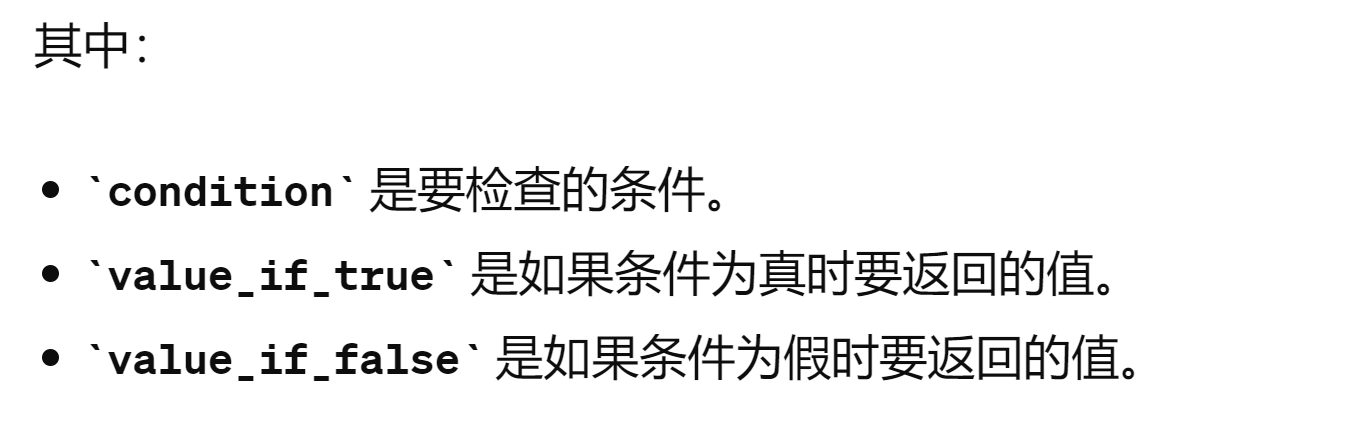 其中：
• `condition` 是要检查的条件。
• `value_if_true` 是如果条件为真时要返回的值。
• `value_if_false` 是如果条件为假时要返回的值。